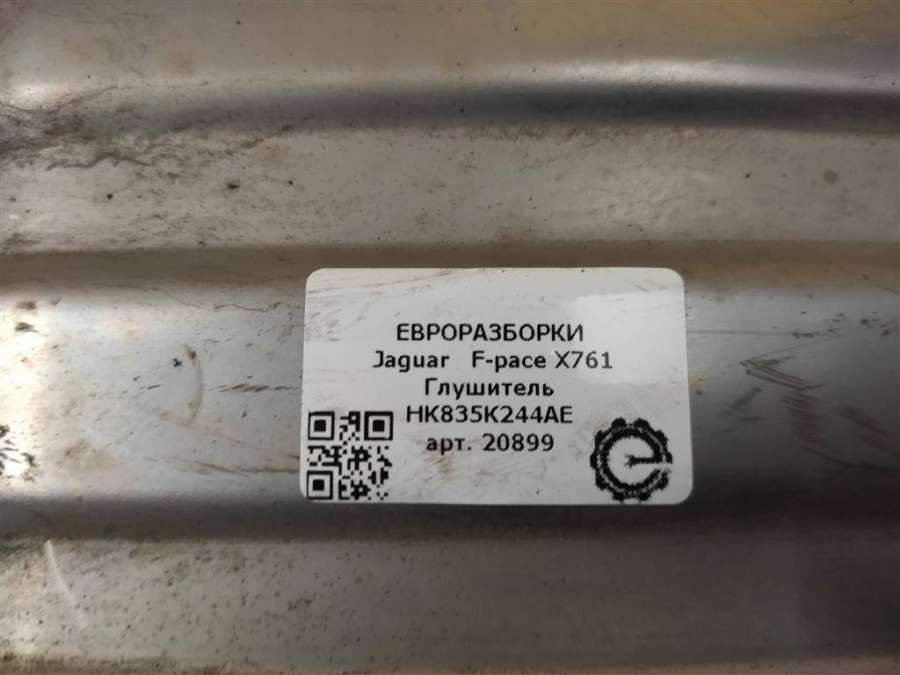 ЕВРОРАЗБОРКИ
Jaguar F-pace X761
Глушитель
HK835K244AE
арт. 20899